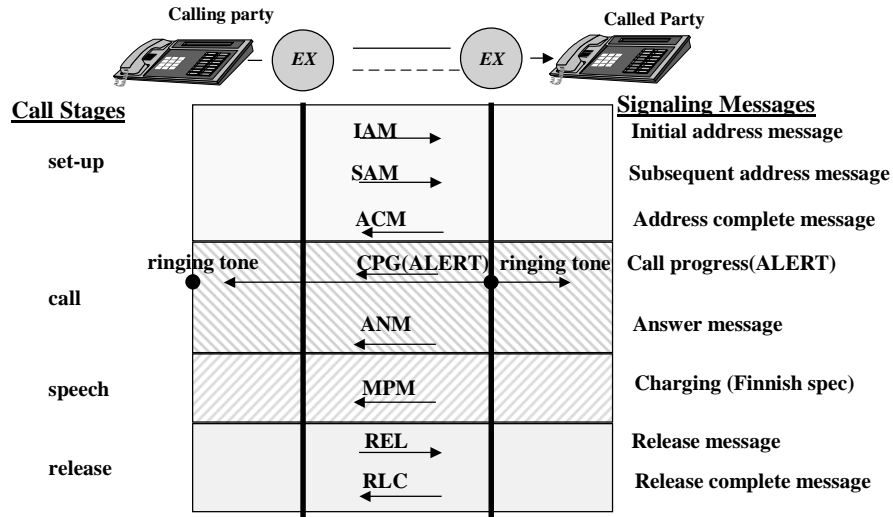 Calling party
Called Party
EX
EX
Call Stages
Signaling Messages
IAM
Initial address message
set-up
SAM
Subsequent address message
ACM
Address complete message
ringing tone
CPG(ALERT)
ringing tone
Call progress(ALERT)
call
ANM
Answer message
speech
MPM
Charging (Finnish spec)
REL
Release message
release
RLC
Release complete message